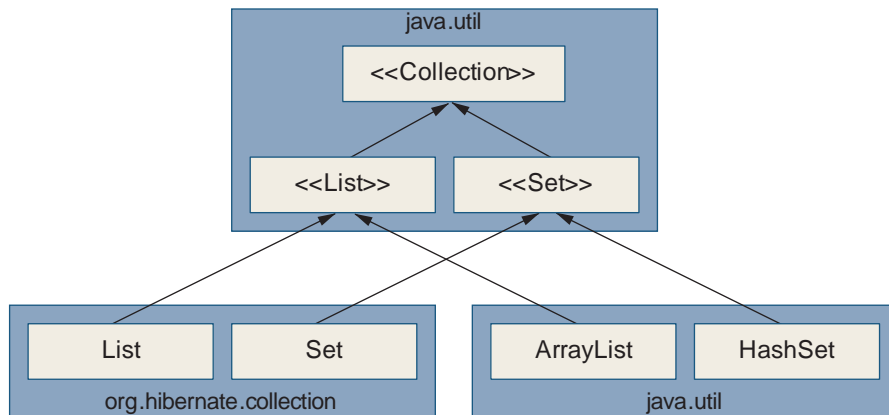 java.util
<<Collection>>
<<List>>
<<Set>>
List
Set
ArrayList
HashSet
org.hibernate.collection
java.util